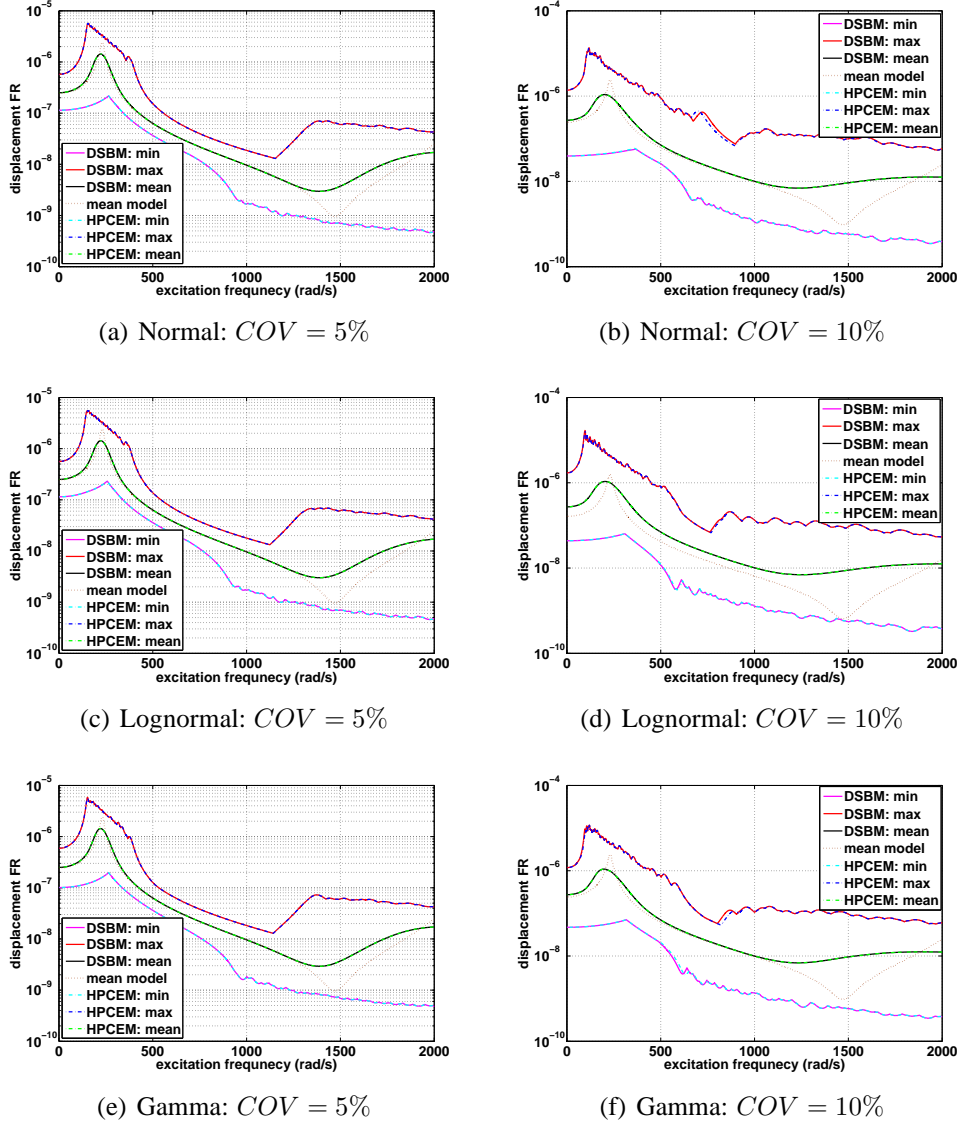 10−5
10−6
10−7
10−8
10−9
10−10
displacement FR
0 500 1000 1500 2000
excitation frequnecy (rad/s)
DSBM: min
DSBM: max
DSBM: mean
mean model
HPCEM: min
HPCEM: max
HPCEM: mean
(a) Normal: COV = 5%
10−4
10−6
10−8
10−10
displacement FR
0 500 1000 1500 2000
excitation frequnecy (rad/s)
DSBM: min
DSBM: max
DSBM: mean
mean model
HPCEM: min
HPCEM: max
HPCEM: mean
(b) Normal: COV = 10%
10−5
10−6
10−7
10−8
10−9
10−10
displacement FR
0 500 1000 1500 2000
excitation frequnecy (rad/s)
DSBM: min
DSBM: max
DSBM: mean
mean model
HPCEM: min
HPCEM: max
HPCEM: mean
(c) Lognormal: COV = 5%
10−4
10−6
10−8
10−10
displacement FR
0 500 1000 1500 2000
excitation frequnecy (rad/s)
DSBM: min
DSBM: max
DSBM: mean
mean model
HPCEM: min
HPCEM: max
HPCEM: mean
(d) Lognormal: COV = 10%
10−5
10−6
10−7
10−8
10−9
10−10
displacement FR
0 500 1000 1500 2000
excitation frequnecy (rad/s)
DSBM: min
DSBM: max
DSBM: mean
mean model
HPCEM: min
HPCEM: max
HPCEM: mean
(e) Gamma: COV = 5%
10−4
10−6
10−8
10−10
displacement FR
0 500 1000 1500 2000
excitation frequnecy (rad/s)
DSBM: min
DSBM: max
DSBM: mean
mean model
HPCEM: min
HPCEM: max
HPCEM: mean
(f) Gamma: COV = 10%